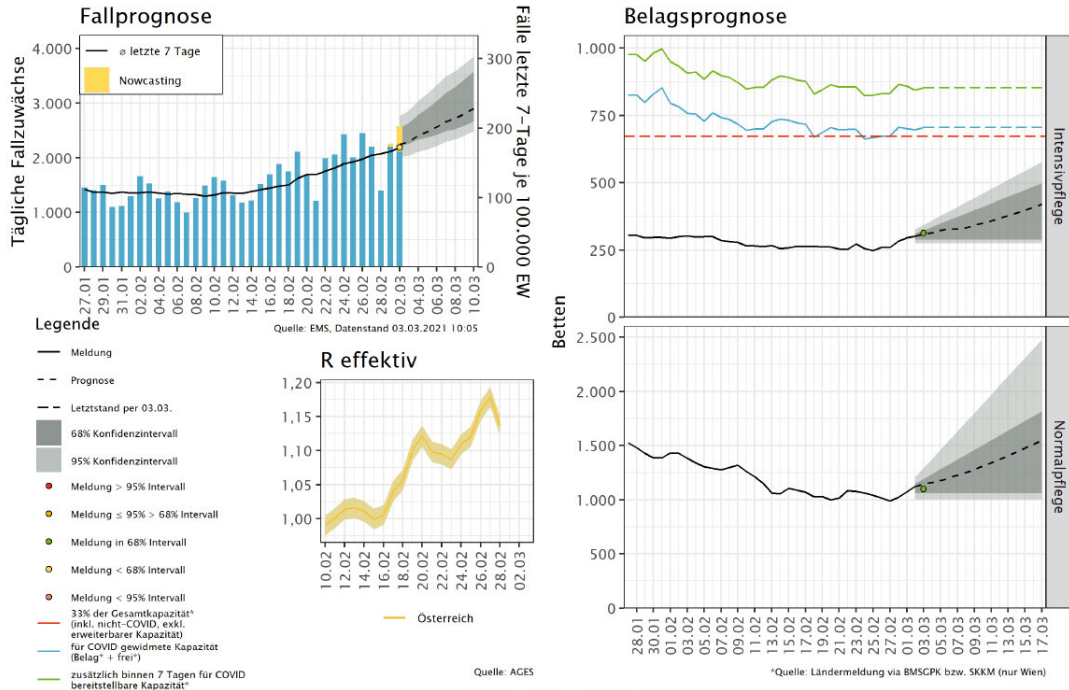 Fallprognose
Tägliche Fallzuwächse
4.000
3.000
2.000
1.000
0
ø letzte 7 Tage
Nowcasting
300
200
100
0
Fälle letzte 7-Tage je 100.000 EW
27.01
29.01
31.01
02.02
04.02
06.02
08.02
10.02
12.02
14.02
16.02
18.02
20.02
22.02
24.02
26.02
28.02
02.03
04.03
06.03
08.03
10.03
Quelle: EMS, Datenstand 03.03.2021 10:05
Legende
Meldung
Prognose
Letztstand per 03.03.
68% Konfidenzintervall
95% Konfidenzintervall
Meldung > 95% Intervall
Meldung ≤ 95% > 68% Intervall
Meldung in 68% Intervall
Meldung < 68% Intervall
Meldung < 95% Intervall
33% der Gesamtkapazität*
(inkl. nicht-COVID, exkl.
erweiterbarer Kapazität)
für COVID gewidmete Kapazität
(Belag* + frei*)
zusätzlich binnen 7 Tagen für COVID
bereitstellbare Kapazität*
R effektiv
1,20
1,15
1,10
1,05
1,00
10.02
12.02
14.02
16.02
18.02
20.02
22.02
24.02
26.02
28.02
02.03
Österreich
Quelle: AGES
Belagsprognose
Betten
1.000
750
500
250
0
Intensivpflege
2.500
2.000
1.500
1.000
500
0
Normalpflege
28.01
30.01
01.02
03.02
05.02
07.02
09.02
11.02
13.02
15.02
17.02
19.02
21.02
23.02
25.02
27.02
01.03
03.03
05.03
07.03
09.03
11.03
13.03
15.03
17.03
*Quelle: Ländermeldung via BMSGPK bzw. SKKM (nur Wien)